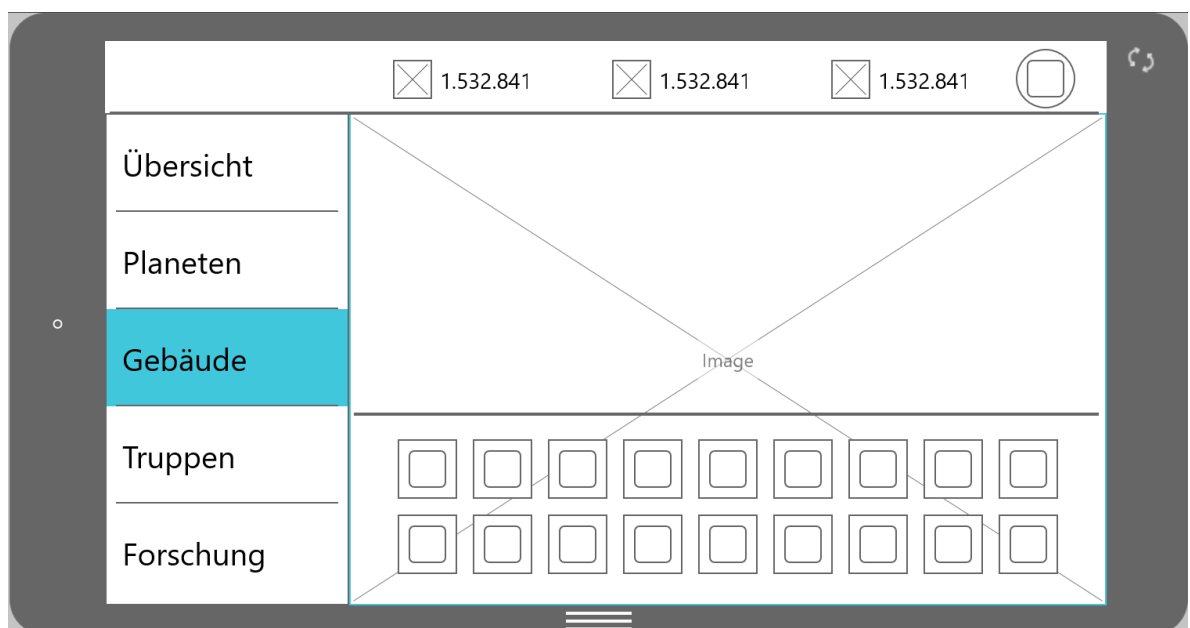 1.532.841 1.532.841 1.532.841
Übersicht
Planeten
Gebäude
Image
Truppen
Forschung